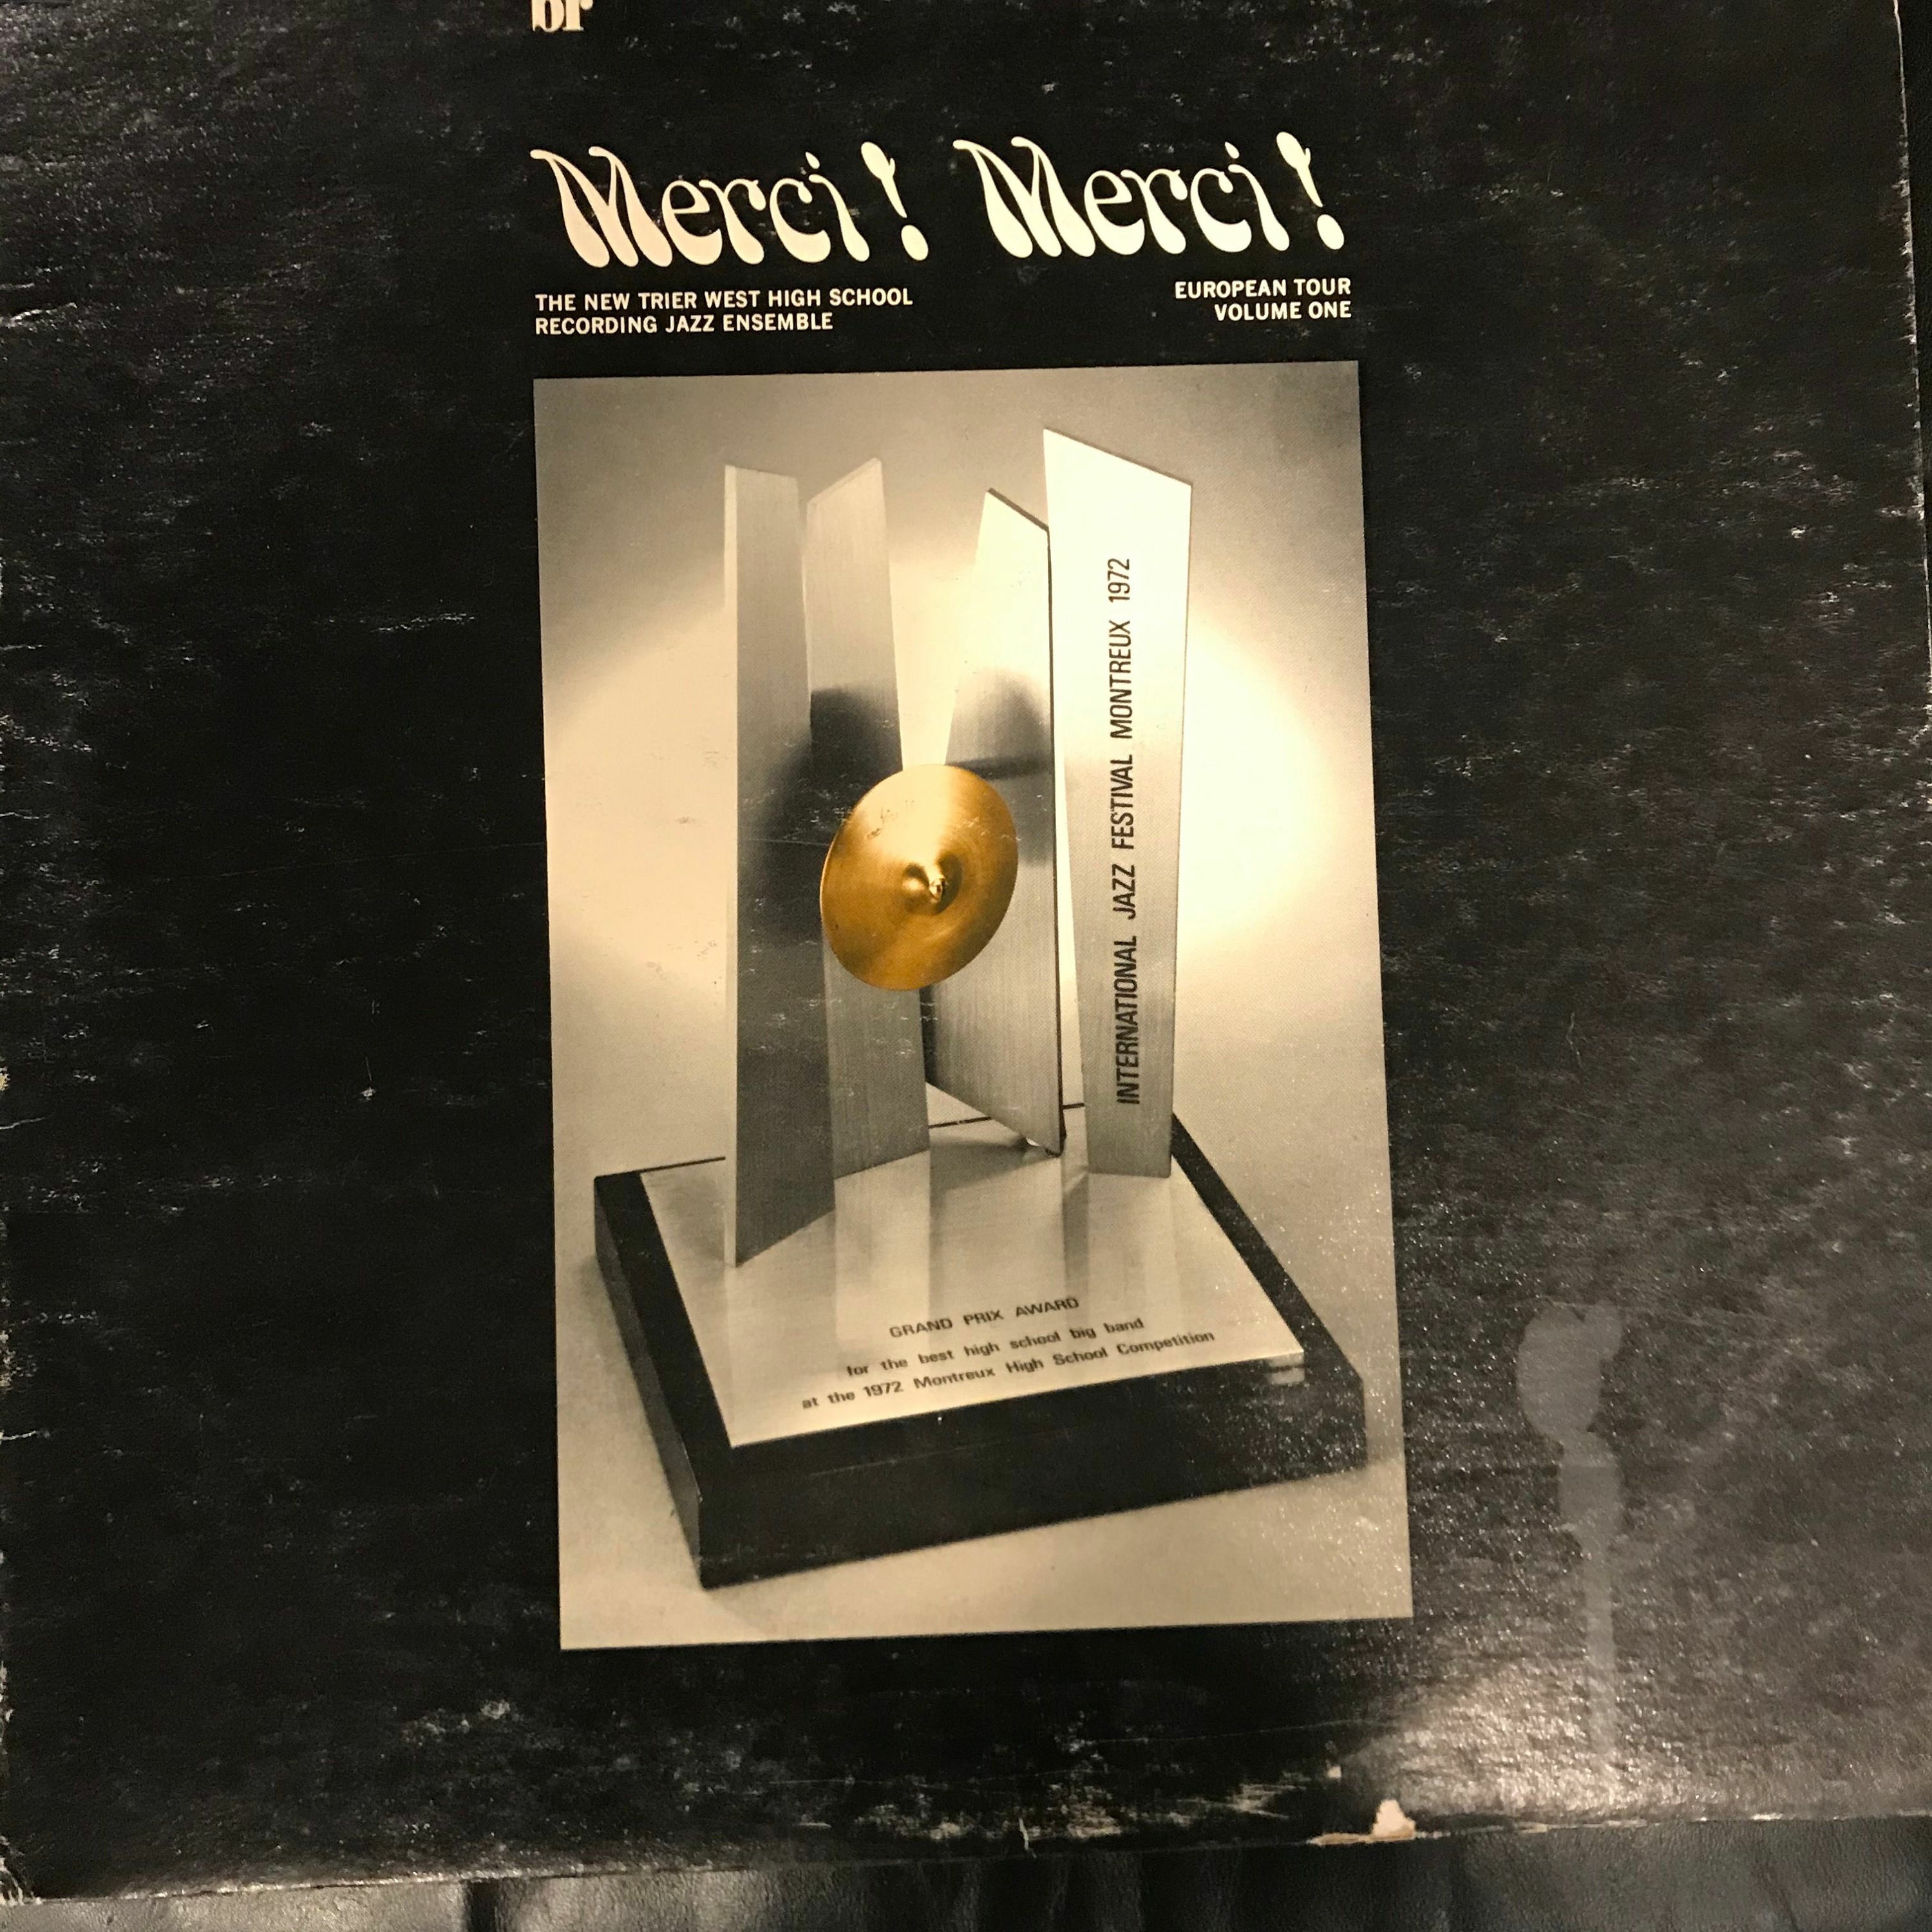 Merci! Merci!
THE NEW TRIER WEST HIGH SCHOOL
RECORDING JAZZ ENSEMBLE
EUROPEAN TOUR
VOLUME ONE
INTERNATIONAL JAZZ FESTIVAL MONTREUX 1972
GRAND PRIX AWARD
for the best high school big band
at the 1972 Montreux High School Competition